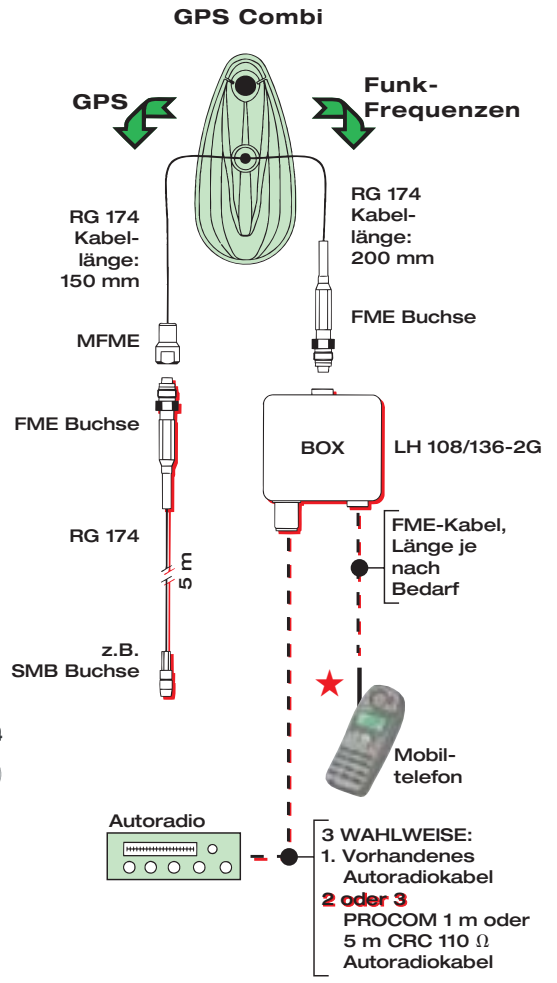 GPS Combi
GPS
Funk-
Frequenzen
RG 174
Kabel-
länge:
150 mm
RG 174
Kabel-
länge:
200 mm
MFME
FME Buchse
FME Buchse
BOX
LH 108/136-2G
RG 174
5 m
FME-Kabel,
Länge je
nach
Bedarf
z.B.
SMB Buchse
Mobil-
telefon
Autoradio
3 WAHLWEISE:
1. Vorhandenes
Autoradiokabel
2 oder 3
PROCOM 1 m oder
5 m CRC 110 Ω
Autoradiokabel